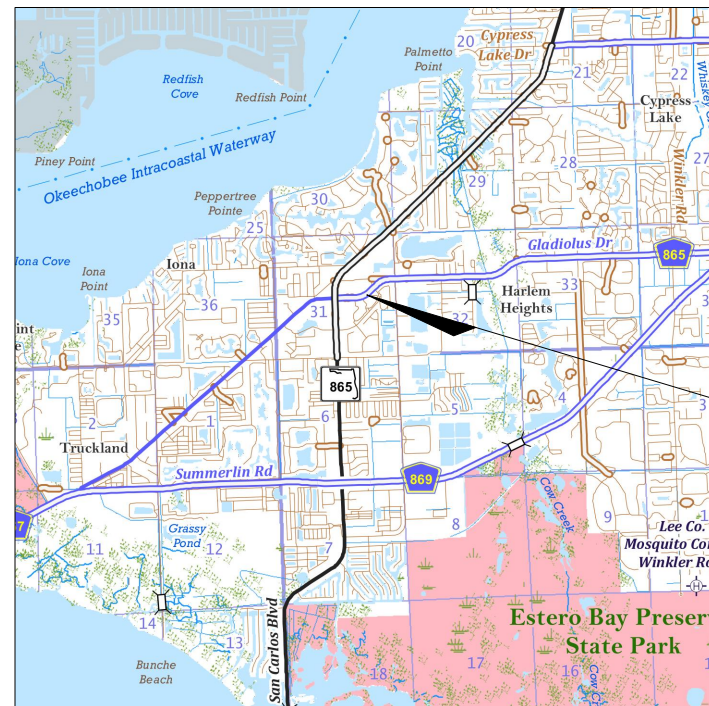 20
Cypress
Lake Dr
Palmetto
Point
21
22
Redfish
Cove
Redfish Point
Cypress
Lake
Piney Point
Okeechobee Intracoastal Waterway
28
27
29
Winkler Rd
30
Peppertree
Pointe
25
Gladiolus Dr
865
Iona Cove
Iona
Iona
Point
36
31
32
33
35
Harlem
Heights
865
2
1
6
5
4
Truckland
Summerlin Rd
869
Cow Creek
Grassy
Pond
11
12
7
8
9
Lee Co.
Winkler
14
13
San Carlos Blvd
Estero Bay Preser
State Park
Bunche
Beach
18
17
16